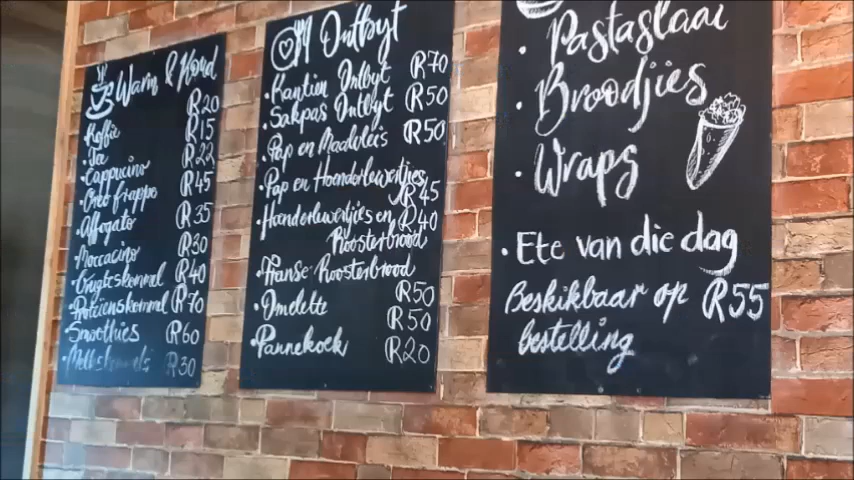 Warm & Koud
Koffie R20
Tee R15
Cappucino R22
Oreo frappe R45
Affogato R35
Moccacino R30
Vrugtskommel R40
Proteïenskommel R70
Smoothies R60
Melkskommels R30
Ontbyt
Kantien Ontbyt R70
Sakpas Ontbyt R50
Pap en R50
Pap en Hoenderlewertjies
R45
Hoenderlewertjies en R40
Roosterbrood
Roosterbrood
R50
Omelette R50
Pannekoek R20
Pastaslaai
Broodjies
Wraps
Ete van die dag
Beskikbaar op R55
bestelling